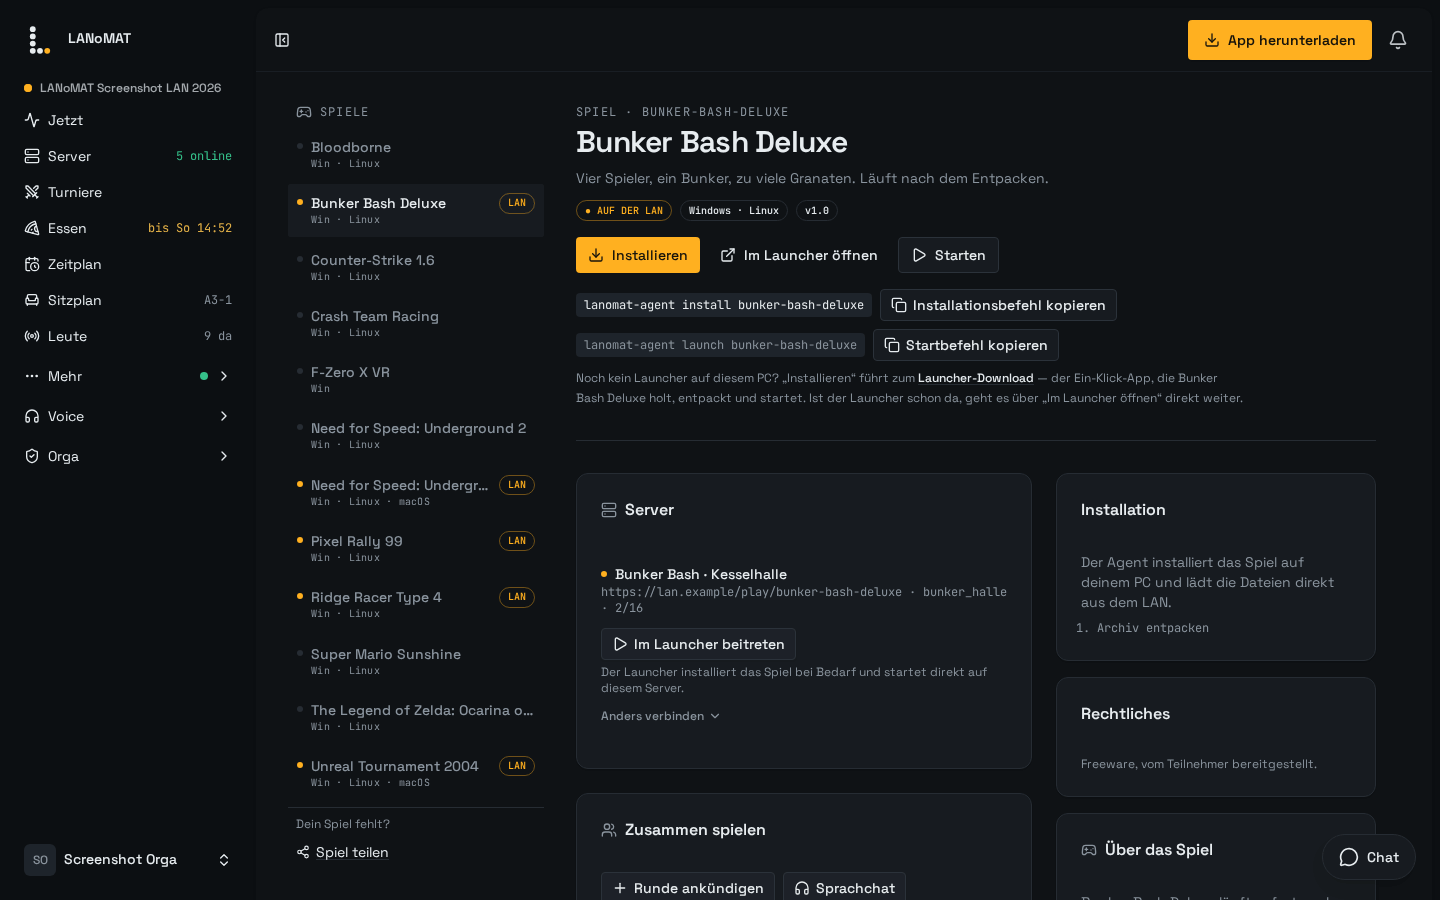 LANoMAT
LANoMAT Screenshot LAN 2026
Jetzt
Server 5 online
Turniere
Essen bis So 14:52
Zeitplan
Sitzplan A3-1
Leute 9 da
Mehr
Voice
Orga
SO Screenshot Orga
App herunterladen
SPIELE
Bloodborne
Win · Linux
Bunker Bash Deluxe LAN
Win · Linux
Counter-Strike 1.6
Win · Linux
Crash Team Racing
Win · Linux
F-Zero X VR
Win
Need for Speed: Underground 2
Win · Linux
Need for Speed: Undergr... LAN
Win · Linux · macOS
Pixel Rally 99 LAN
Win · Linux
Ridge Racer Type 4 LAN
Win · Linux
Super Mario Sunshine
Win · Linux
The Legend of Zelda: Ocarina o...
Win · Linux
Unreal Tournament 2004 LAN
Win · Linux · macOS
Dein Spiel fehlt?
Spiel teilen
SPIEL · BUNKER-BASH-DELUXE
Bunker Bash Deluxe
Vier Spieler, ein Bunker, zu viele Granaten. Läuft nach dem Entpacken.
AUF DER LAN Windows · Linux v1.0
Installieren Im Launcher öffnen Starten
lanomat-agent install bunker-bash-deluxe Installationsbefehl kopieren
lanomat-agent launch bunker-bash-deluxe Startbefehl kopieren
Noch kein Launcher auf diesem PC? „Installieren“ führt zum Launcher-Download — der Ein-Klick-App, die Bunker
Bash Deluxe holt, entpackt und startet. Ist der Launcher schon da, geht es über „Im Launcher öffnen“ direkt weiter.
Server
Bunker Bash · Kesselhalle
https://lan.example/play/bunker-bash-deluxe · bunker_halle
· 2/16
Im Launcher beitreten
Der Launcher installiert das Spiel bei Bedarf und startet direkt auf
diesem Server.
Anders verbinden
Zusammen spielen
Runde ankündigen Sprachchat
Installation
Der Agent installiert das Spiel auf
deinem PC und lädt die Dateien direkt
aus dem LAN.
1. Archiv entpacken
Rechtliches
Freeware, vom Teilnehmer bereitgestellt.
Über das Spiel
Chat